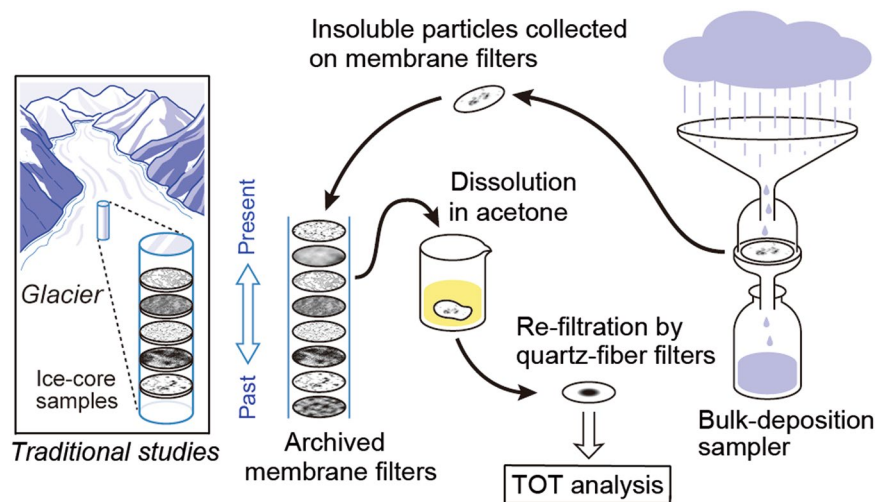 Insoluble particles collected
on membrane filters
Dissolution
in acetone
Present
Past
Glacier
Ice-core
samples
Traditional studies
Archived
membrane filters
Re-filtration by
quartz-fiber filters
TOT analysis
Bulk-deposition
sampler